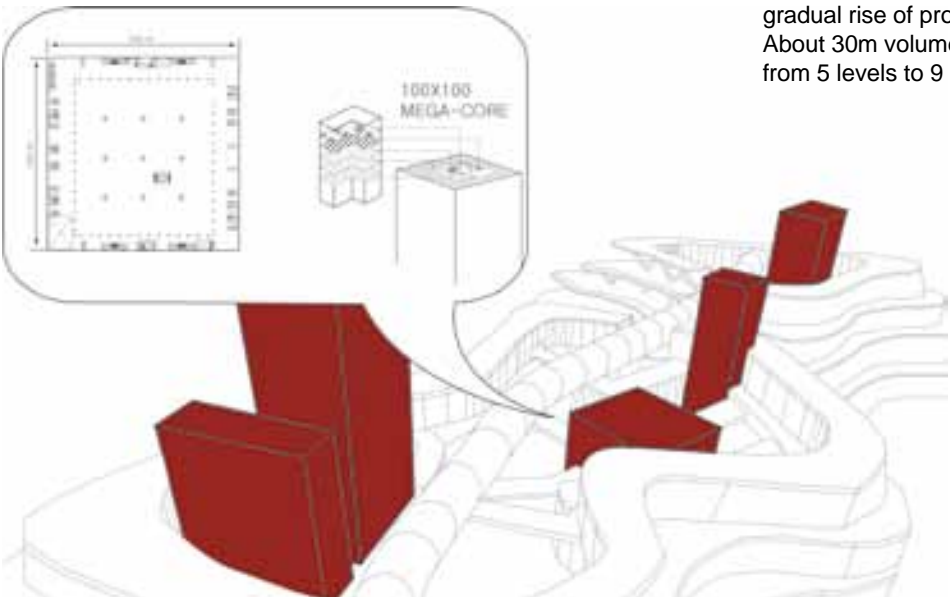 gradual rise of pro
About 30m volume
from 5 levels to 9
100X100
MEGA-CORE